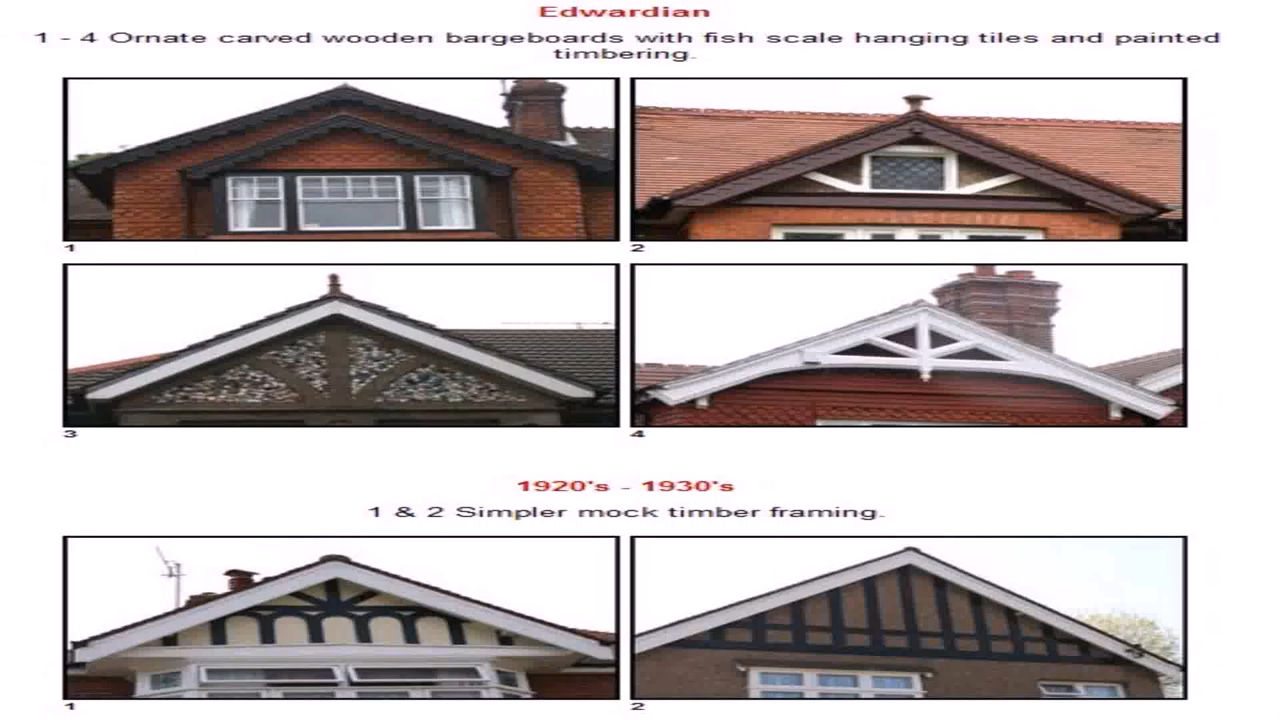 Edwardian
1 - 4 Ornate carved wooden bargeboards with fish scale hanging tiles and painted
timbering.
1
2
3
4
1920's - 1930's
1 & 2 Simpler mock timber framing.
1
2